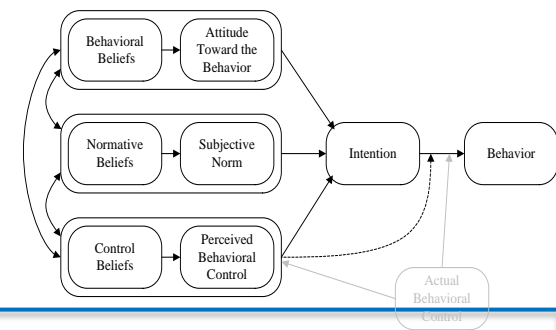 Behavioral
Beliefs
Attitude
Toward the
Behavior
Normative
Beliefs
Subjective
Norm
Intention
Behavior
Control
Beliefs
Perceived
Behavioral
Control
Actual
Behavioral
Control